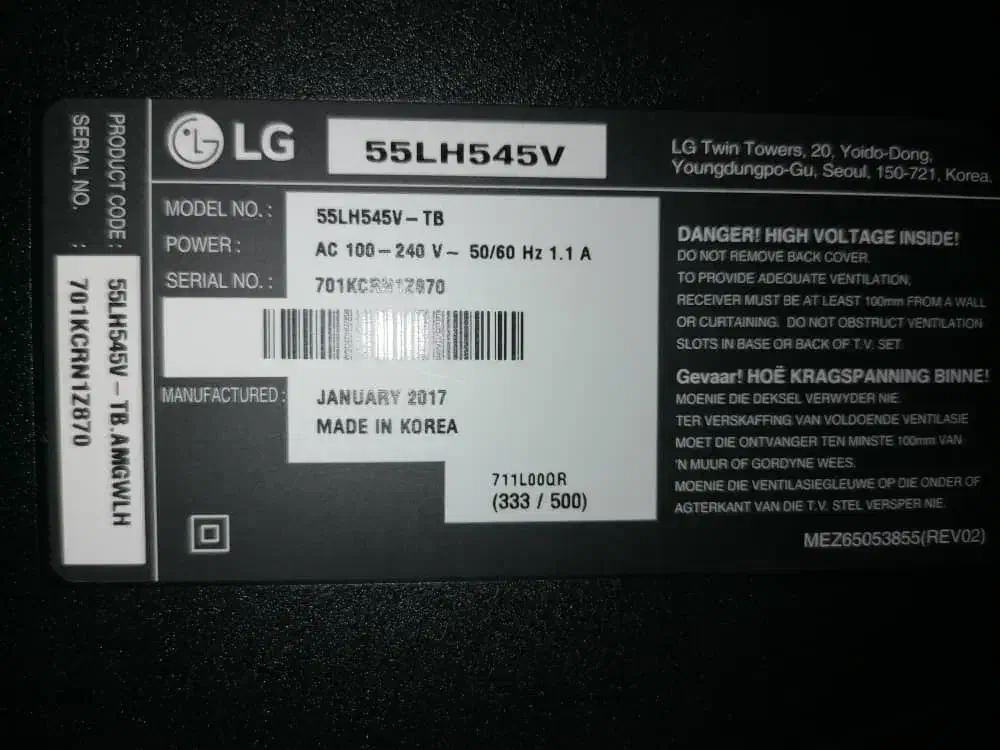 PRODUCT CODE :
SERIAL NO. :
55LH545V - TB.AMGWLH
701KCRN1Z870
LG
55LH545V
LG Twin Towers, 20, Yoido-Dong,
Youngdungpo-Gu, Seoul, 150-721, Korea.
MODEL NO. : 55LH545V - TB
POWER : AC 100 - 240 V ~ 50/60 Hz 1.1 A
SERIAL NO. : 701KCRN1Z870
MANUFACTURED : JANUARY 2017
MADE IN KOREA
711L00QR
(333 / 500)
DANGER! HIGH VOLTAGE INSIDE!
DO NOT REMOVE BACK COVER.
TO PROVIDE ADEQUATE VENTILATION,
RECEIVER MUST BE AT LEAST 100mm FROM A WALL
OR CURTAINING. DO NOT OBSTRUCT VENTILATION
SLOTS IN BASE OR BACK OF T.V. SET.
Gevaar! HOË KRAGSPANNING BINNE!
MOENIE DIE DEKSEL VERWYDER NIE.
TER VERSKAFFING VAN VOLDOENDE VENTILASIE
MOET DIE ONTVANGER TEN MINSTE 100mm VAN
'N MUUR OF GORDYNE WEES.
MOENIE DIE VENTILASIEGLEUWE OP DIE ONDER OF
AGTERKANT VAN DIE T.V. STEL VERSPER NIE.
MEZ65053855(REV02)